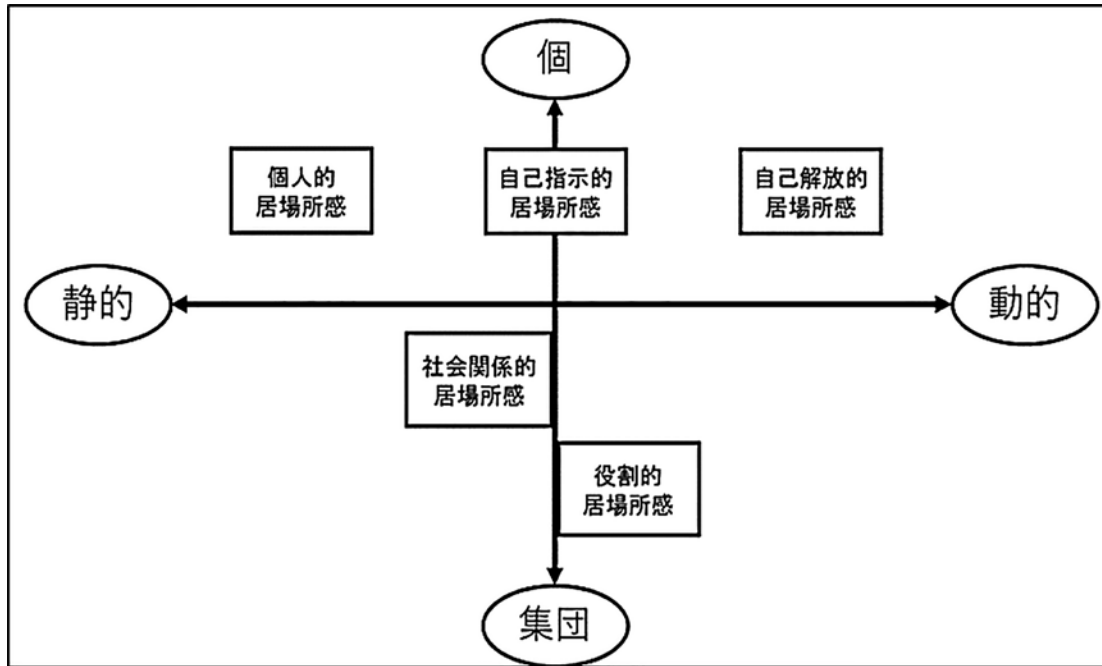 個
個人的
居場所感
自己指示的
居場所感
自己解放的
居場所感
静的
動的
社会関係的
居場所感
役割的
居場所感
集団